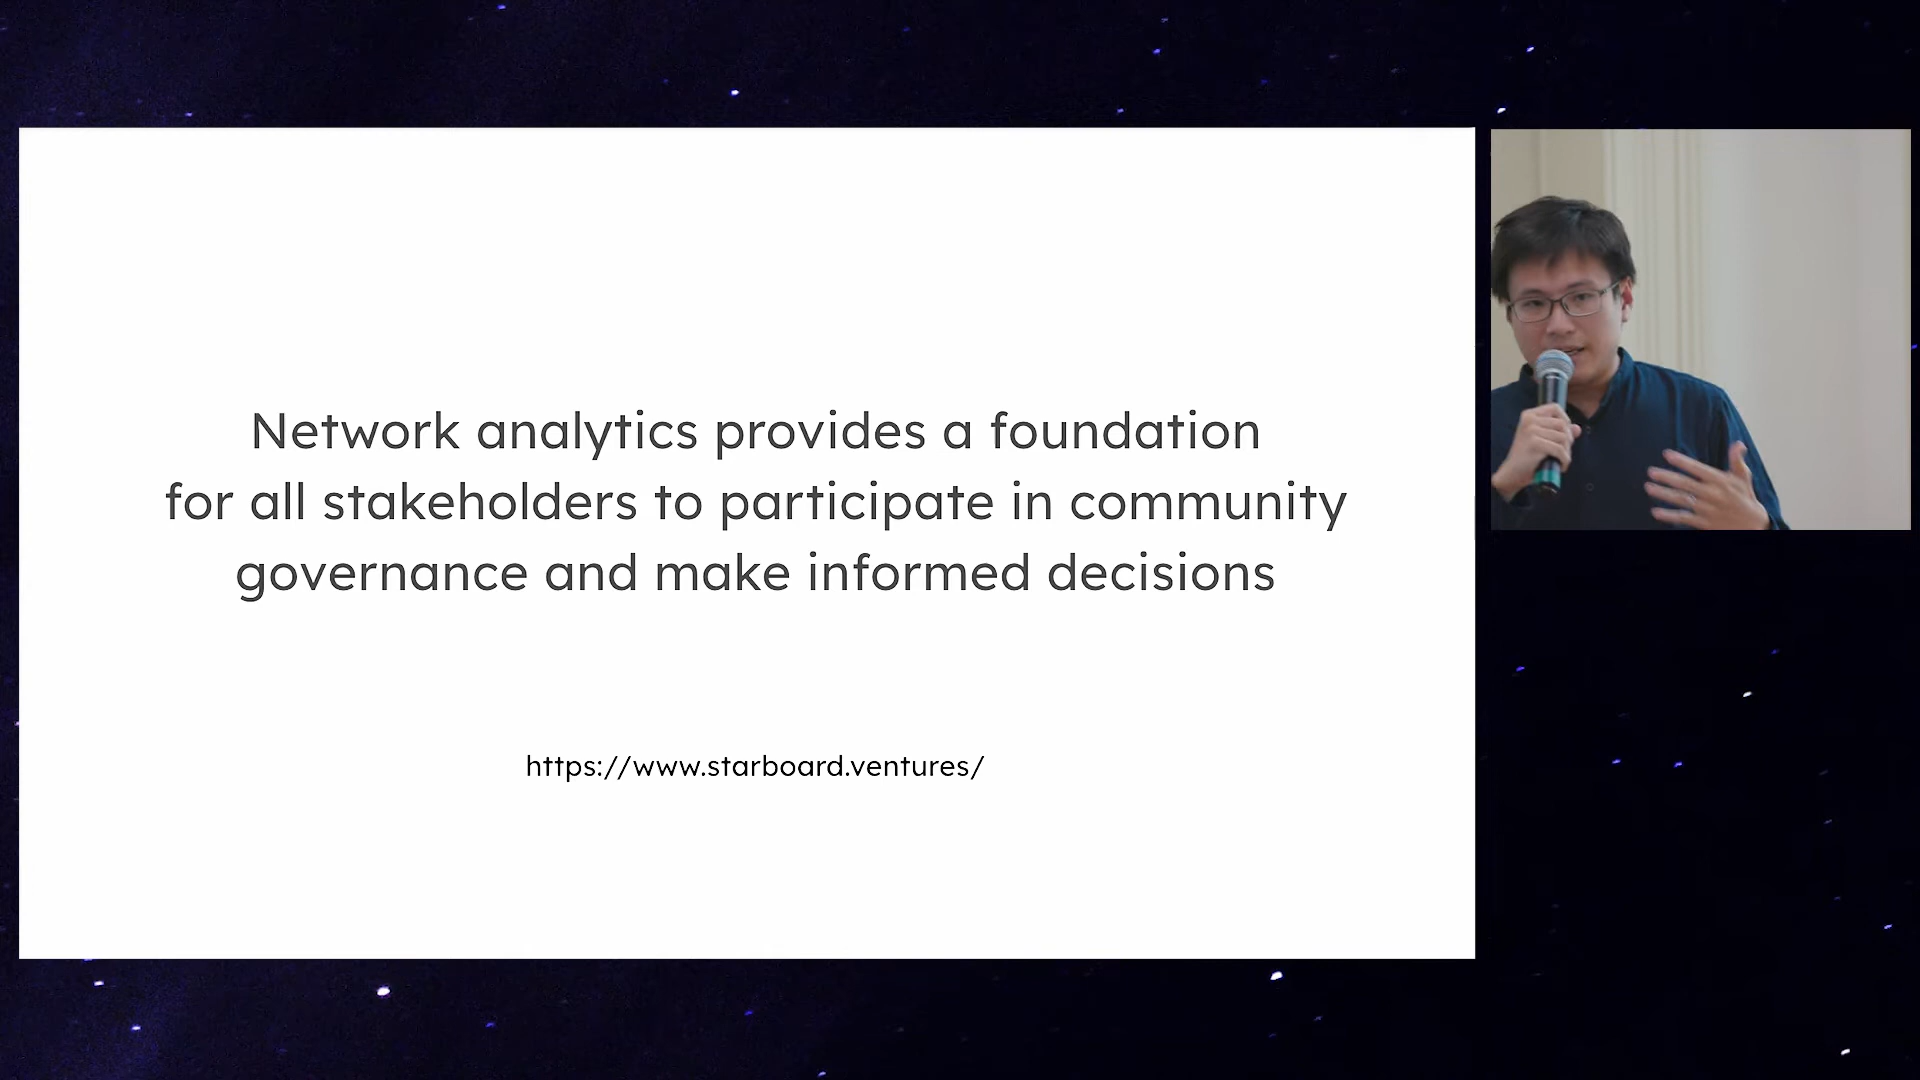 Network analytics provides a foundation
for all stakeholders to participate in community
governance and make informed decisions
https://www.starboard.ventures/